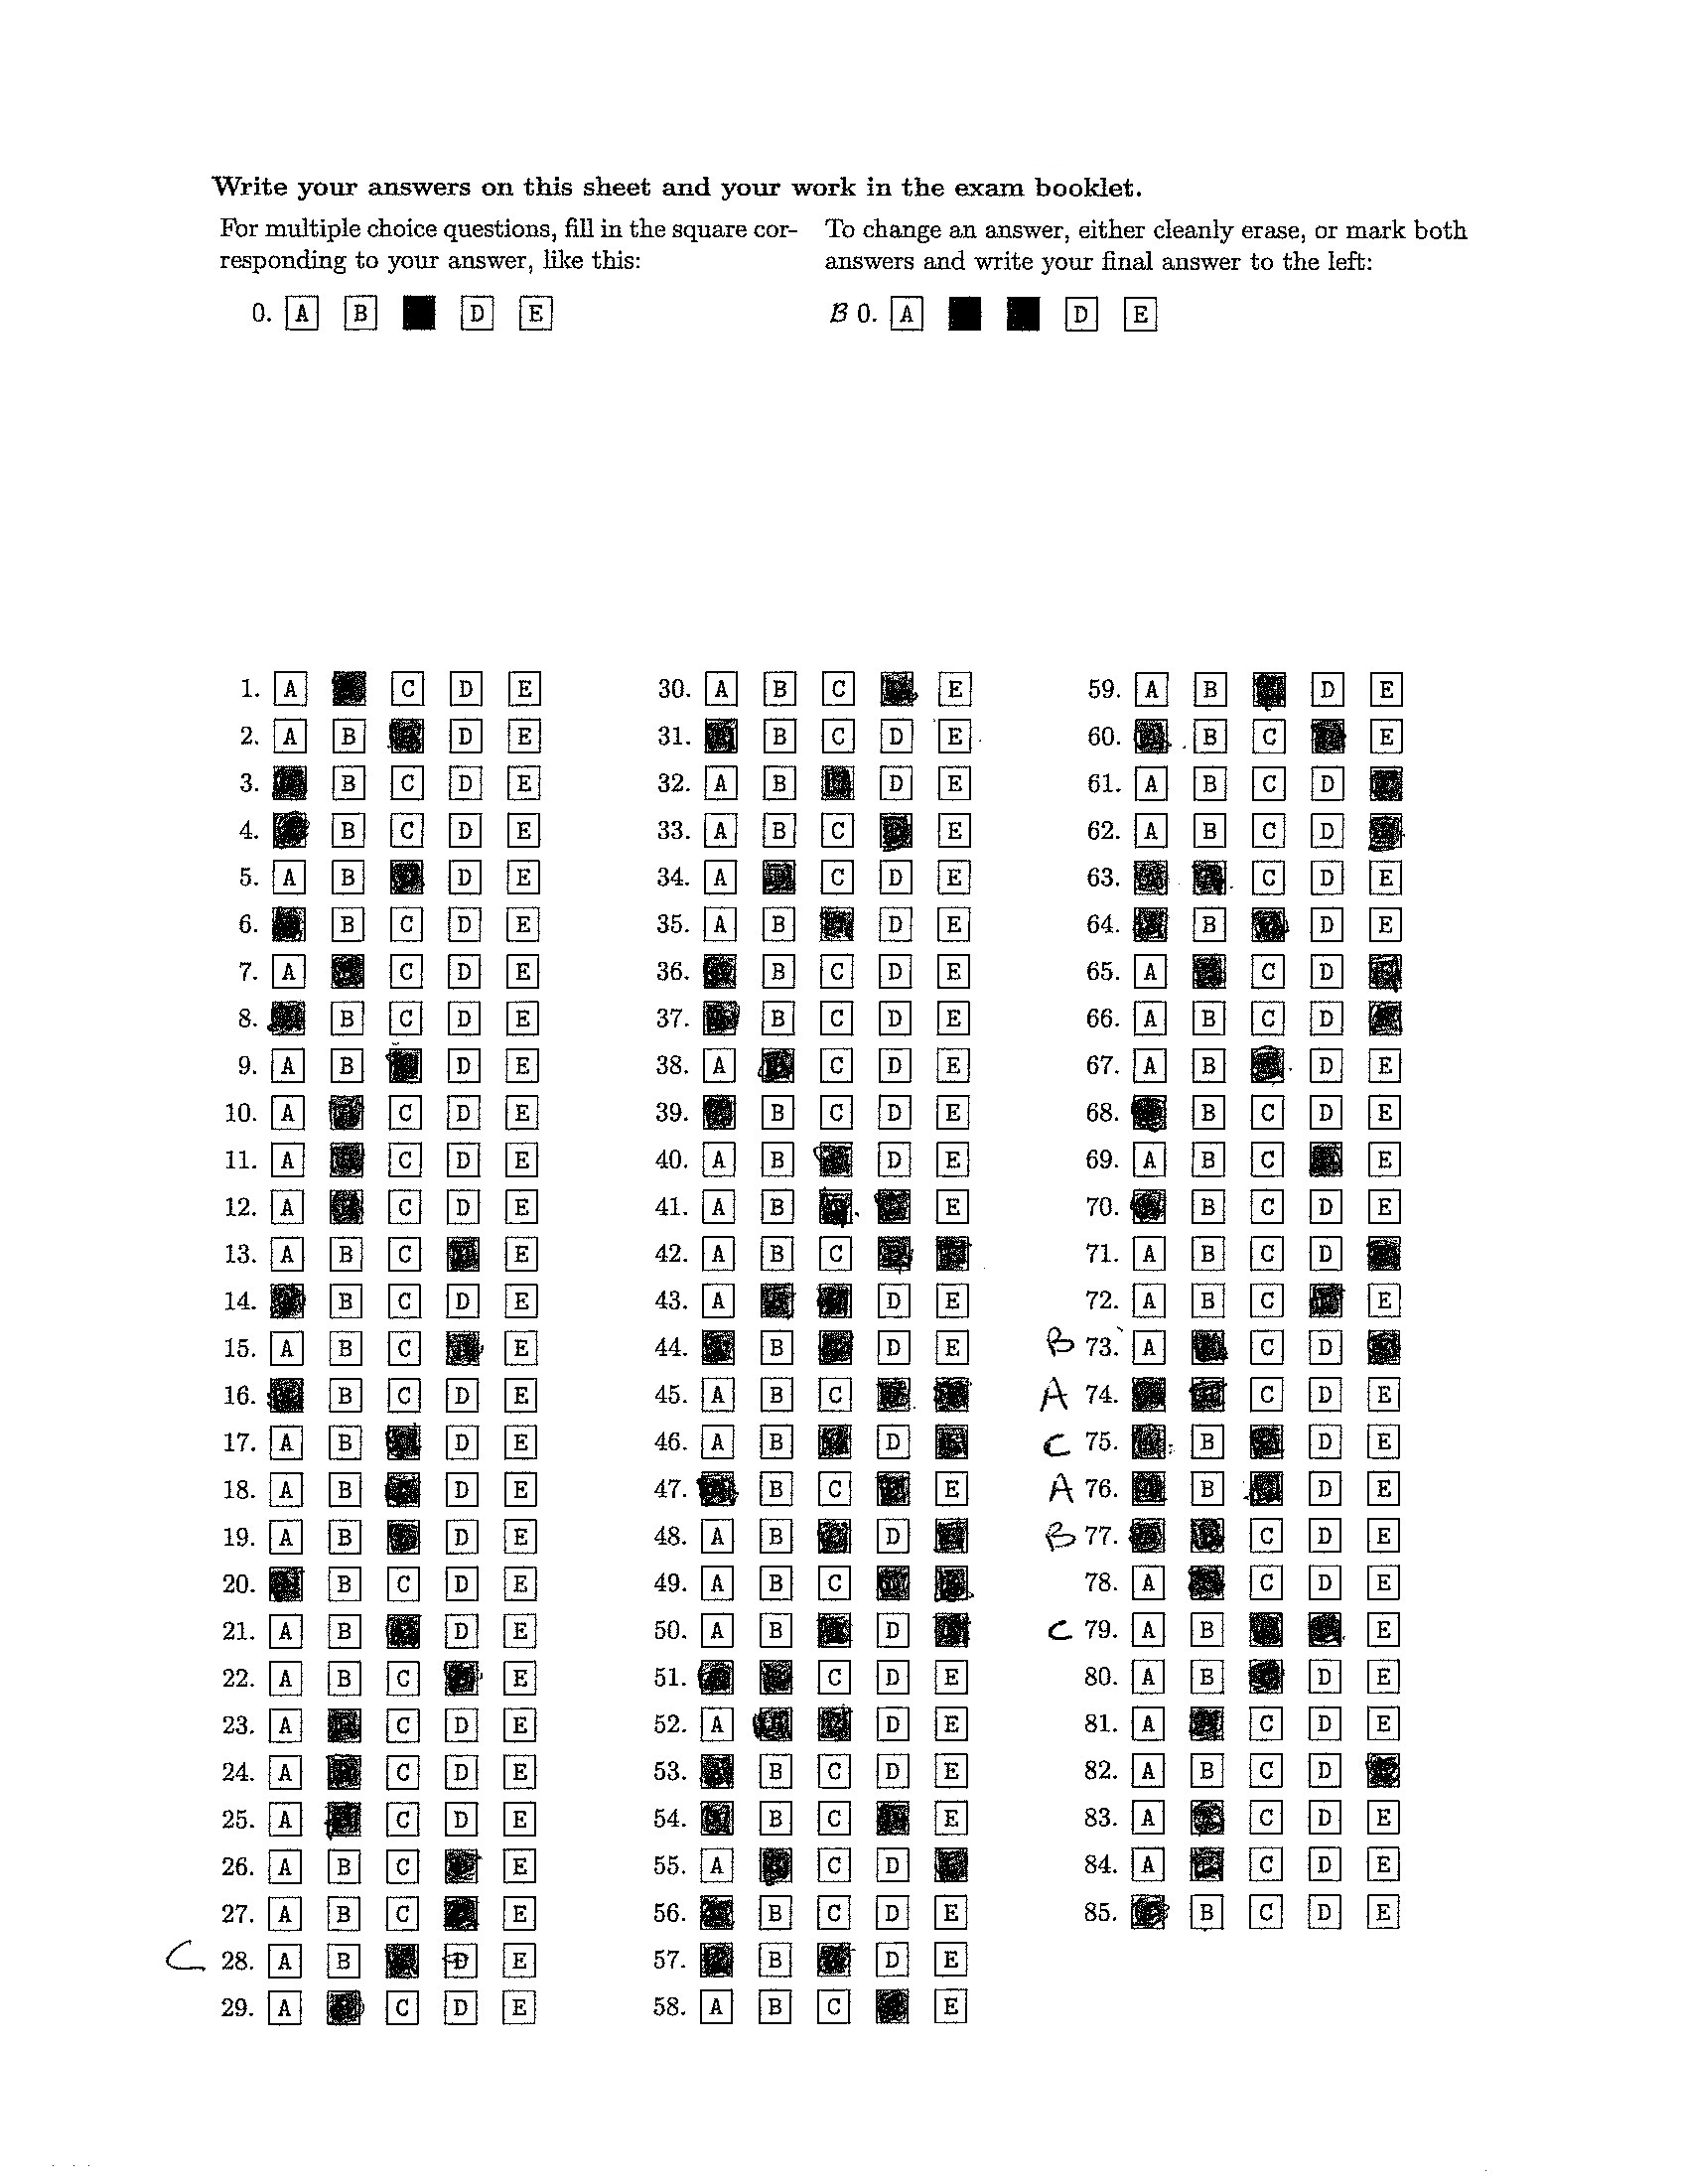 Write your answers on this sheet and your work in the exam booklet.
For multiple choice questions, fill in the square cor-
responding to your answer, like this:
0. A B D E
To change an answer, either cleanly erase, or mark both
answers and write your final answer to the left:
B 0. A D E
1. A C D E
2. A B D E
3. B C D E
4. B C D E
5. A B D E
6. B C D E
7. A C D E
8. B C D E
9. A B D E
10. A C D E
11. A C D E
12. A C D E
13. A B C E
14. B C D E
15. A B C E
16. B C D E
17. A B D E
18. A B D E
19. A B D E
20. B C D E
21. A B D E
22. A B C E
23. A C D E
24. A C D E
25. A C D E
26. A B C E
27. A B C E
C 28. A B D E
29. A C D E
30. A B C E
31. B C D E
32. A B D E
33. A B C E
34. A C D E
35. A B D E
36. B C D E
37. B C D E
38. A C D E
39. B C D E
40. A B D E
41. A B E
42. A B C
43. A D E
44. B D E
45. A B C
46. A B D
47. B C E
48. A B D
49. A B C
50. A B D
51. C D E
52. A D E
53. B C D E
54. B C E
55. A C D
56. B C D E
57. B D E
58. A B C E
59. A B D E
60. B C E
61. A B C D
62. A B C D
63. C D E
64. B D E
65. A C D
66. A B C D
67. A B D E
68. B C D E
69. A B C E
70. B C D E
71. A B C D
72. A B C E
B 73. A C D
A 74. C D E
C 75. B D E
A 76. B D E
B 77. C D E
78. A C D E
C 79. A B E
80. A B D E
81. A C D E
82. A B C D
83. A C D E
84. A C D E
85. B C D E